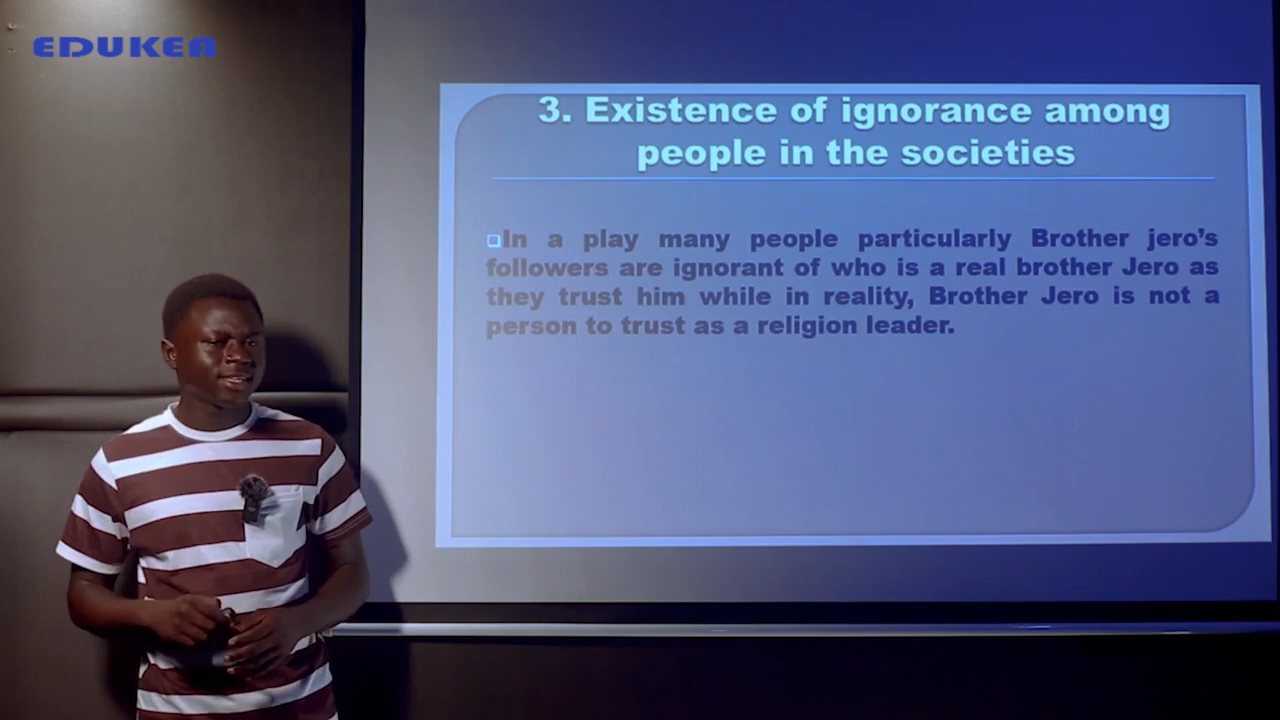 EDUKEA
3. Existence of ignorance among
people in the societies
In a play many people particularly Brother jero’s
followers are ignorant of who is a real brother Jero as
they trust him while in reality, Brother Jero is not a
person to trust as a religion leader.